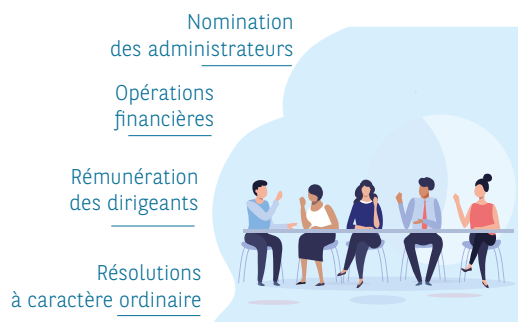 Nomination
des administrateurs
Opérations
financières
Rémunération
des dirigeants
Résolutions
à caractère ordinaire